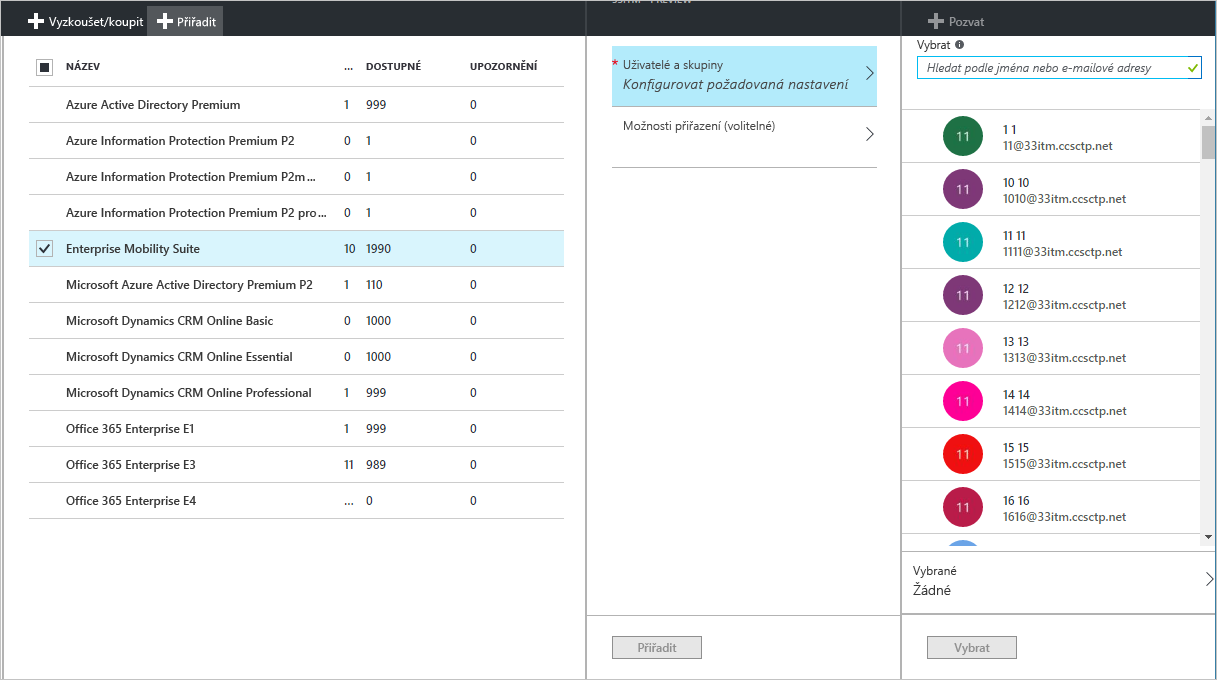 Vyzkoušet/koupit
Přiřadit
NÁZEV ... DOSTUPNÉ UPOZORNĚNÍ
Azure Active Directory Premium 1 999 0
Azure Information Protection Premium P2 0 1 0
Azure Information Protection Premium P2m ... 0 1 0
Azure Information Protection Premium P2 pro... 0 1 0
Enterprise Mobility Suite 10 1990 0
Microsoft Azure Active Directory Premium P2 1 110 0
Microsoft Dynamics CRM Online Basic 0 1000 0
Microsoft Dynamics CRM Online Essential 0 1000 0
Microsoft Dynamics CRM Online Professional 1 999 0
Office 365 Enterprise E1 1 999 0
Office 365 Enterprise E3 11 989 0
Office 365 Enterprise E4 ... 0 0
* Uživatelé a skupiny
Konfigurovat požadovaná nastavení
Možnosti přiřazení (volitelné)
Přiřadit
Pozvat
Vybrat
Hledat podle jména nebo e-mailové adresy
11
1 1
11@33itm.ccsctp.net
11
10 10
1010@33itm.ccsctp.net
11
11 11
1111@33itm.ccsctp.net
11
12 12
1212@33itm.ccsctp.net
11
13 13
1313@33itm.ccsctp.net
11
14 14
1414@33itm.ccsctp.net
11
15 15
1515@33itm.ccsctp.net
11
16 16
1616@33itm.ccsctp.net
Vybrané
Žádné
Vybrat